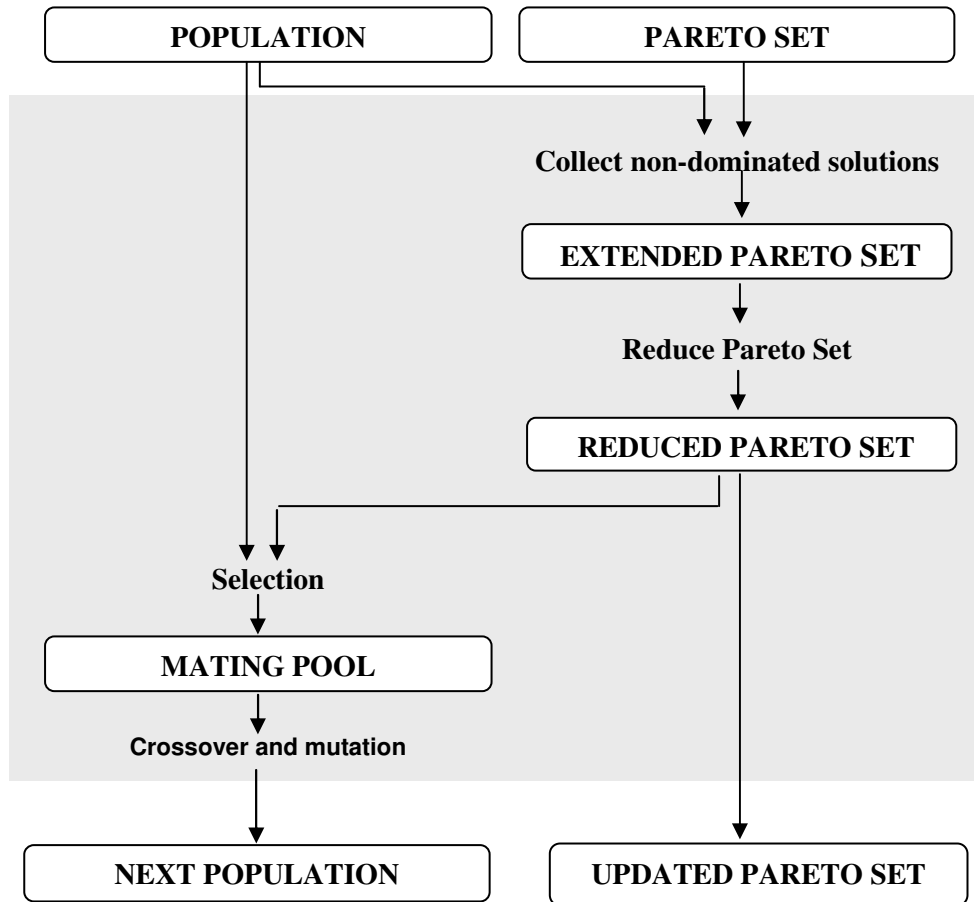 POPULATION
PARETO SET
Collect non-dominated solutions
EXTENDED PARETO SET
Reduce Pareto Set
REDUCED PARETO SET
Selection
MATING POOL
Crossover and mutation
NEXT POPULATION
UPDATED PARETO SET